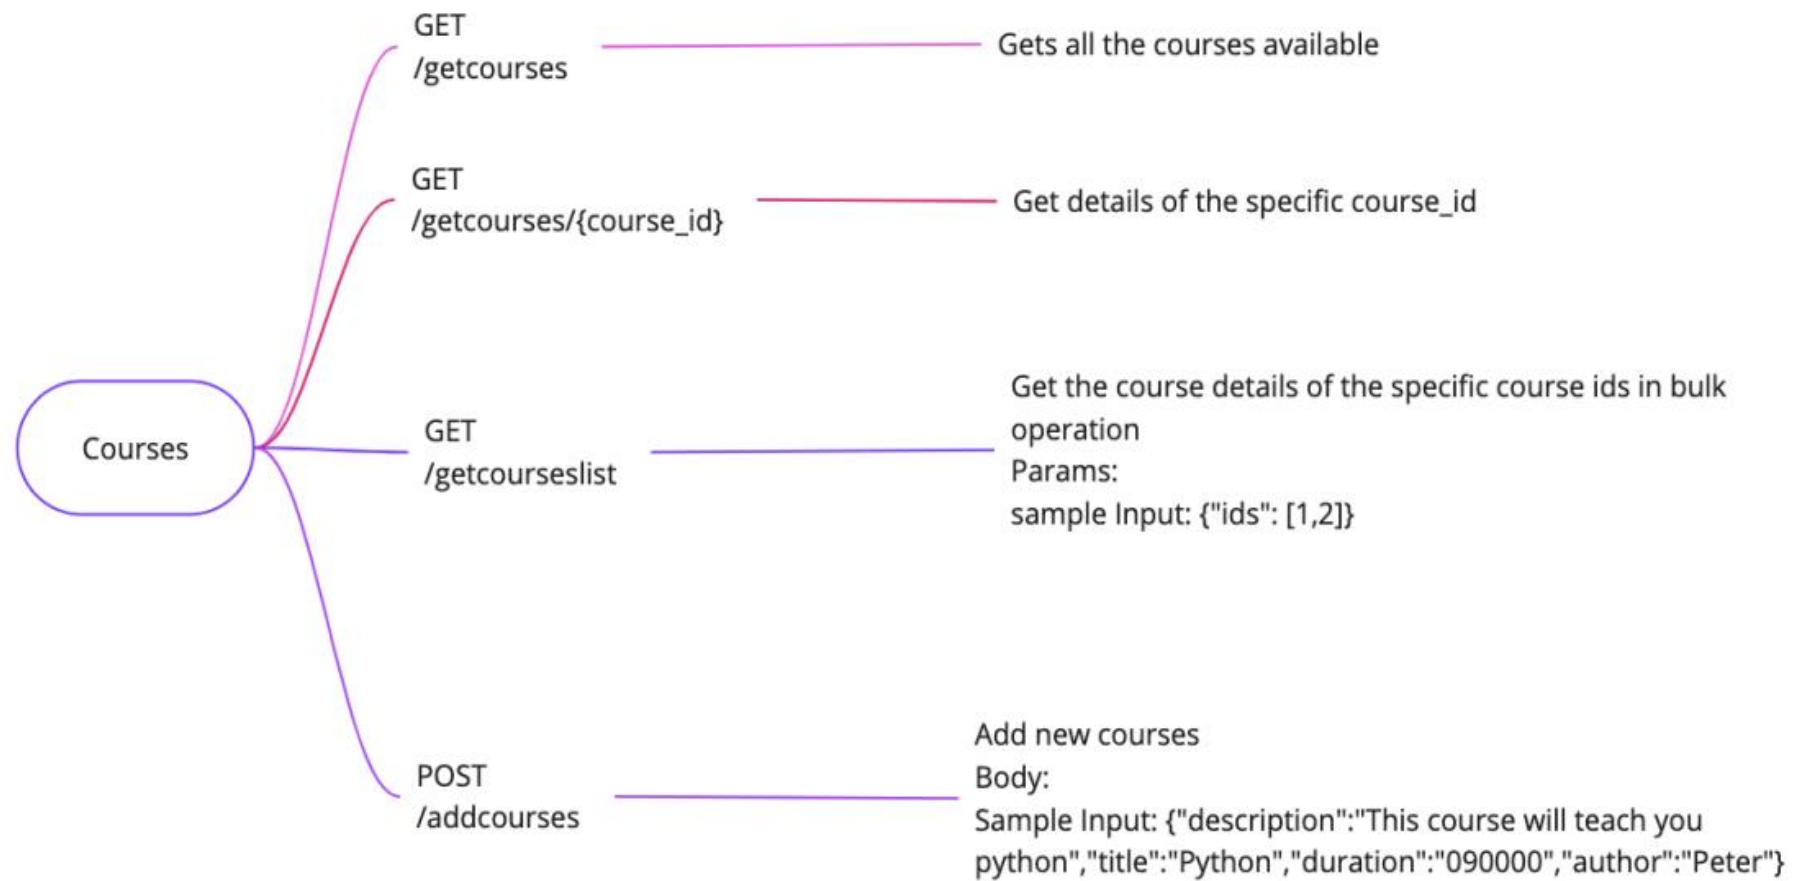 GET
/getcourses
Gets all the courses available
GET
/getcourses/{course_id}
Get details of the specific course_id
Courses
GET
/getcourseslist
Get the course details of the specific course ids in bulk
operation
Params:
sample Input: {"ids": [1,2]}
POST
/addcourses
Add new courses
Body:
Sample Input: {"description":"This course will teach you
python","title":"Python","duration":"090000","author":"Peter"}